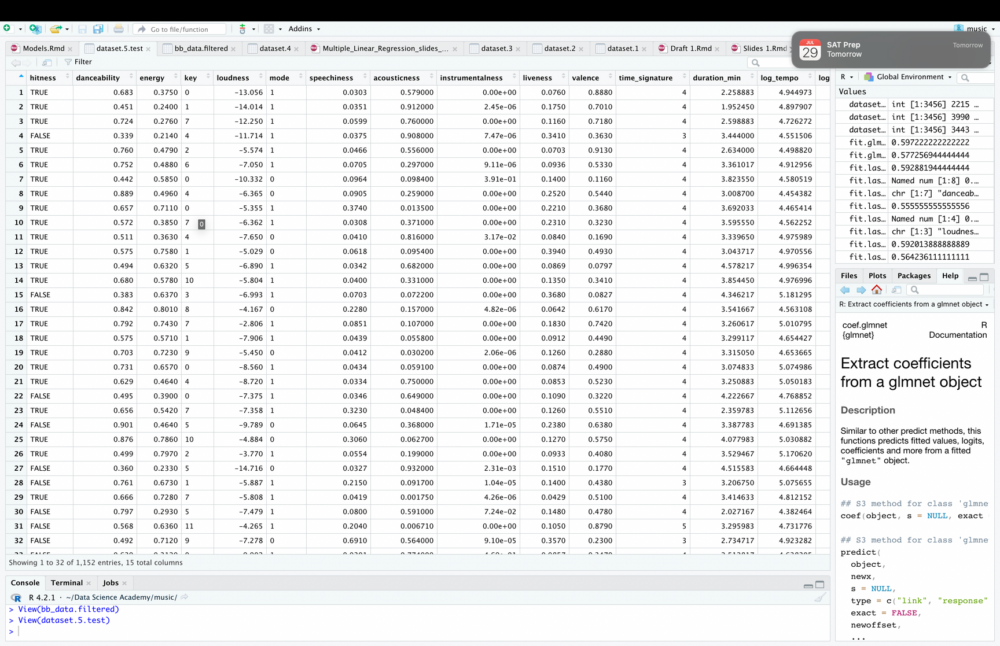 Go to file/function Addins music
Models.Rmd dataset.5.test bb_data.filtered dataset.4 Multiple_Linear_Regression_slides_... dataset.3 dataset.2 dataset.1 Draft 1.Rmd Slides 1.Rmd
JUL 29 SAT Prep Tomorrow
Tomorrow
Filter
hitness danceability energy key loudness mode speechiness acousticness instrumentalness liveness valence time_signature duration_min log_tempo log
1 TRUE 0.683 0.3750 0 -13.056 1 0.0303 0.579000 0.00e+00 0.0760 0.8880 4 2.258883 4.944973
2 TRUE 0.451 0.2400 1 -14.014 1 0.0351 0.912000 2.45e-06 0.1750 0.7010 4 1.952450 4.897907
3 TRUE 0.724 0.2760 7 -12.250 1 0.0599 0.760000 0.00e+00 0.1160 0.7180 4 2.598883 4.726272
4 FALSE 0.339 0.2140 4 -11.714 1 0.0375 0.908000 7.47e-06 0.3410 0.3630 3 3.444000 4.551506
5 TRUE 0.760 0.4790 2 -5.574 1 0.0466 0.556000 0.00e+00 0.0703 0.9130 4 2.634000 4.498820
6 TRUE 0.752 0.4880 6 -7.050 1 0.0705 0.297000 9.11e-06 0.0936 0.5330 4 3.361017 4.912956
7 TRUE 0.442 0.5850 0 -10.332 0 0.0964 0.098400 3.91e-01 0.1400 0.1160 4 3.823550 4.580519
8 TRUE 0.889 0.4960 4 -6.365 0 0.0905 0.259000 0.00e+00 0.2520 0.5440 4 3.008700 4.454382
9 TRUE 0.657 0.7110 0 -5.355 1 0.3740 0.013500 0.00e+00 0.2210 0.3680 4 3.692033 4.465414
10 TRUE 0.572 0.3850 7 0 -6.362 1 0.0308 0.371000 0.00e+00 0.2310 0.3230 4 3.595550 4.562252
11 TRUE 0.511 0.3630 4 -7.650 0 0.0410 0.816000 3.17e-02 0.0840 0.1690 4 3.339650 4.975989
12 TRUE 0.575 0.7580 1 -5.029 0 0.0618 0.095400 0.00e+00 0.3940 0.4930 4 3.043717 4.970556
13 TRUE 0.494 0.6320 5 -6.890 1 0.0342 0.682000 0.00e+00 0.0869 0.0797 4 4.578217 4.996354
14 TRUE 0.680 0.5780 10 -5.804 1 0.0400 0.331000 0.00e+00 0.1350 0.3410 4 3.854450 4.976996
15 FALSE 0.383 0.6370 3 -6.993 1 0.0703 0.072200 0.00e+00 0.3680 0.0827 4 4.346217 5.181295
16 TRUE 0.842 0.8010 8 -4.167 0 0.2280 0.157000 4.82e-06 0.0642 0.6170 4 3.541667 4.563108
17 TRUE 0.792 0.7430 7 -2.806 1 0.0851 0.107000 0.00e+00 0.1830 0.7420 4 3.260617 5.010795
18 TRUE 0.575 0.5710 1 -7.906 1 0.0439 0.055800 0.00e+00 0.0912 0.4490 4 3.299117 4.654427
19 TRUE 0.703 0.7230 9 -5.450 0 0.0412 0.030200 2.06e-06 0.1260 0.2880 4 3.315050 4.653665
20 TRUE 0.731 0.6570 0 -8.560 1 0.0434 0.059100 0.00e+00 0.0874 0.4900 4 3.074833 5.074986
21 TRUE 0.629 0.4640 4 -8.720 1 0.0334 0.750000 0.00e+00 0.0853 0.5230 4 3.250883 5.050183
22 FALSE 0.495 0.3900 0 -7.375 1 0.0346 0.649000 0.00e+00 0.1090 0.3220 4 4.222667 4.768852
23 TRUE 0.656 0.5420 7 -7.358 1 0.3230 0.048400 0.00e+00 0.1260 0.5510 4 2.359783 5.112656
24 FALSE 0.901 0.4640 5 -9.789 0 0.0645 0.368000 1.71e-05 0.2380 0.6380 4 3.387783 4.691385
25 TRUE 0.876 0.7860 10 -4.884 0 0.3060 0.062700 0.00e+00 0.1270 0.5750 4 4.077983 5.030882
26 TRUE 0.499 0.7970 2 -3.770 1 0.0554 0.199000 0.00e+00 0.0933 0.4080 4 3.529467 5.170620
27 FALSE 0.360 0.2330 5 -14.716 0 0.0327 0.932000 2.31e-03 0.1510 0.1770 4 4.515583 4.664448
28 FALSE 0.761 0.6730 1 -5.887 1 0.2150 0.091700 1.04e-05 0.1400 0.4380 3 3.206750 5.075655
29 TRUE 0.666 0.7280 7 -5.808 1 0.0419 0.001750 4.26e-06 0.0429 0.5100 4 3.414633 4.812152
30 FALSE 0.797 0.2930 5 -7.479 1 0.0800 0.591000 7.24e-02 0.1480 0.4780 4 2.027167 4.382464
31 FALSE 0.568 0.6360 11 -4.265 1 0.2040 0.006710 0.00e+00 0.1050 0.8790 5 3.295983 4.731776
32 FALSE 0.492 0.7120 9 -7.278 0 0.6910 0.564000 9.10e-05 0.3570 0.2300 3 2.734717 4.923282
Showing 1 to 32 of 1,152 entries, 15 total columns
Console Terminal Jobs
R 4.2.1 · ~/Data Science Academy/music/
> View(bb_data.filtered)
> View(dataset.5.test)
>
R Global Environment
Values
dataset... int [1:3456] 2215 ...
dataset... int [1:3456] 3990 ...
dataset... int [1:3456] 3443 ...
fit.glm... 0.597222222222222
fit.glm... 0.577256944444444
fit.las... 0.592881944444444
fit.las... Named num [1:8] 0...
fit.las... chr [1:7] "danceab...
fit.las... 0.555555555555556
fit.las... Named num [1:4] 0...
fit.las... chr [1:3] "loudnes...
fit.las... 0.592013888888889
fit.las... 0.564236111111111
Files Plots Packages Help
R: Extract coefficients from a glmnet object
coef.glmnet {glmnet} R Documentation
Extract coefficients
from a glmnet object
Description
Similar to other predict methods, this
functions predicts fitted values, logits,
coefficients and more from a fitted
"glmnet" object.
Usage
## S3 method for class 'glmne
coef(object, s = NULL, exact
## S3 method for class 'glmne
predict(
object,
newx,
s = NULL,
type = c("link", "response"
exact = FALSE,
newoffset,
...